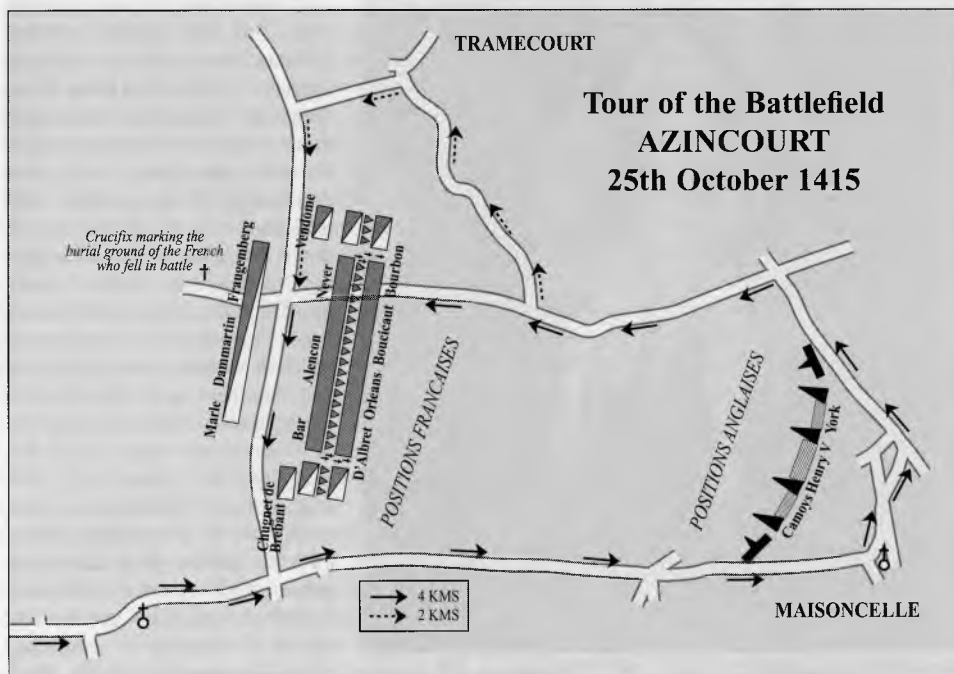 TRAMECOURT
Tour of the Battlefield
AZINCOURT
25th October 1415
Crucifix marking the
burial ground of the French
who fell in battle
Vendome
Fraugemberg
Dammartin
Marle
Never
Alencon
Bar
Bourbon
Boucicaut
Orleans
D'Albret
Chuignet de
Brebant
POSITIONS FRANCAISES
POSITIONS ANGLAISES
York
Henry V
Camoys
MAISONCELLE
4 KMS
2 KMS